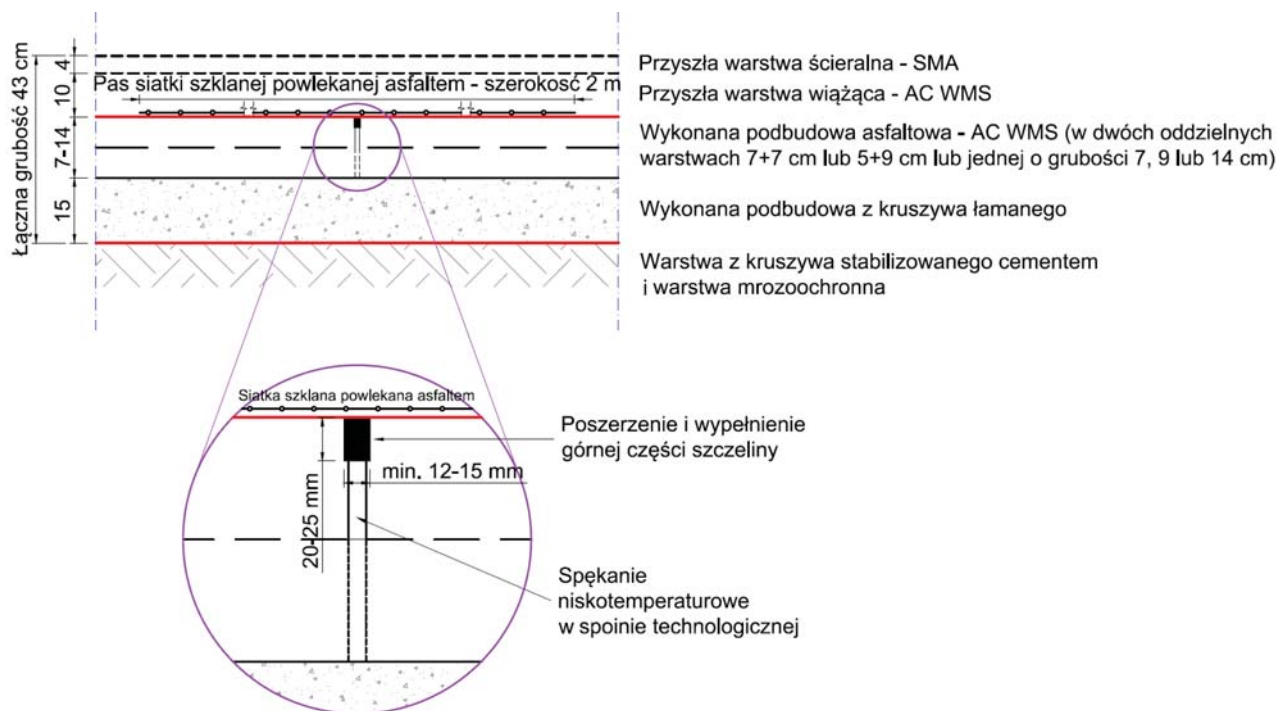 Łączna grubość 43 cm
4
10
7-14
15
Pas siatki szklanej powlekanej asfaltem - szerokosć 2 m
Przyszła warstwa ścieralna - SMA
Przyszła warstwa wiążąca - AC WMS
Wykonana podbudowa asfaltowa - AC WMS (w dwóch oddzielnych
warstwach 7+7 cm lub 5+9 cm lub jednej o grubości 7, 9 lub 14 cm)
Wykonana podbudowa z kruszywa łamanego
Warstwa z kruszywa stabilizowanego cementem
i warstwa mrozoochronna
Siatka szklana powlekana asfaltem
Poszerzenie i wypełnienie
górnej części szczeliny
min. 12-15 mm
20-25 mm
Spękanie
niskotemperaturowe
w spoinie technologicznej